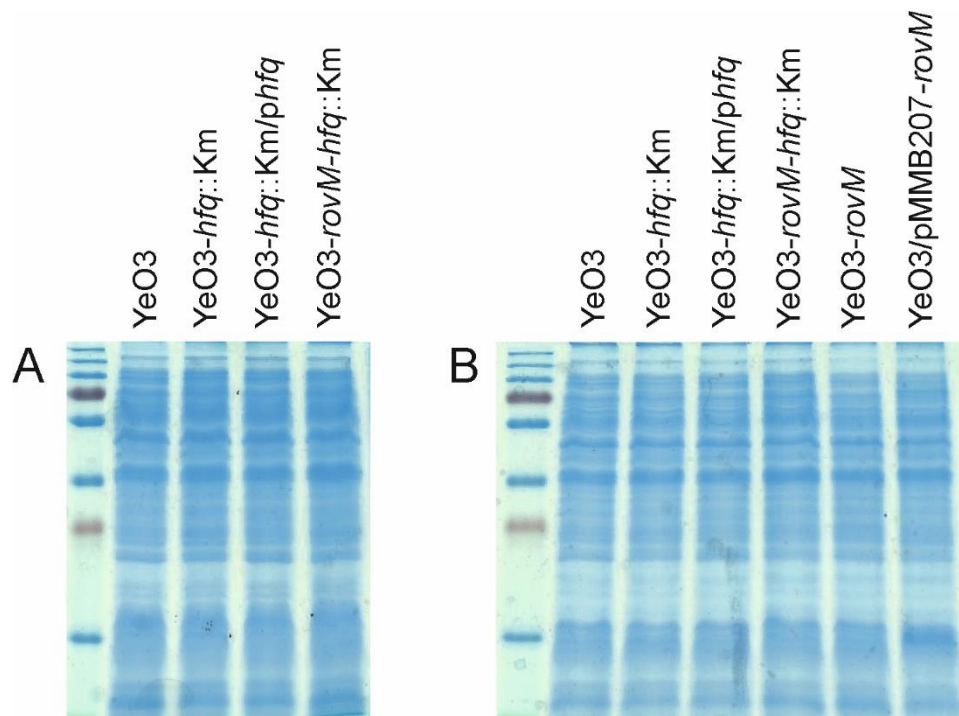 A
YeO3
YeO3-hfq::Km
YeO3-hfq::Km/phfq
YeO3-rovM-hfq::Km
B
YeO3
YeO3-hfq::Km
YeO3-hfq::Km/phfq
YeO3-rovM-hfq::Km
YeO3-rovM
YeO3/pMMB207-rovM